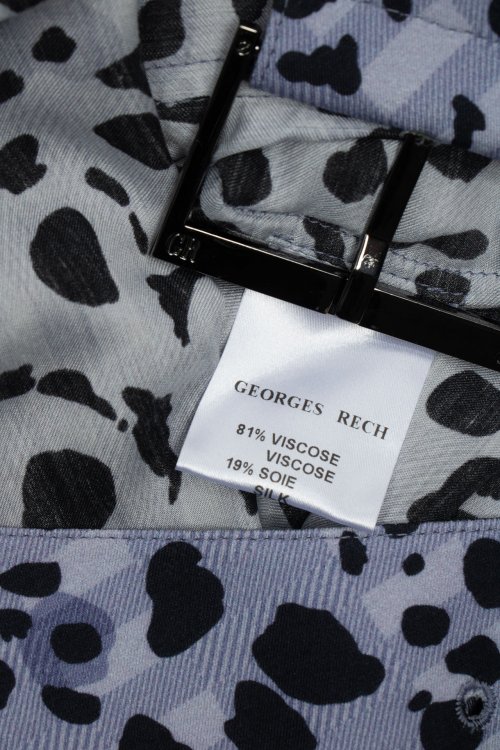 GEORGES RECH
81% VISCOSE
VISCOSE
19% SOIE
SILK